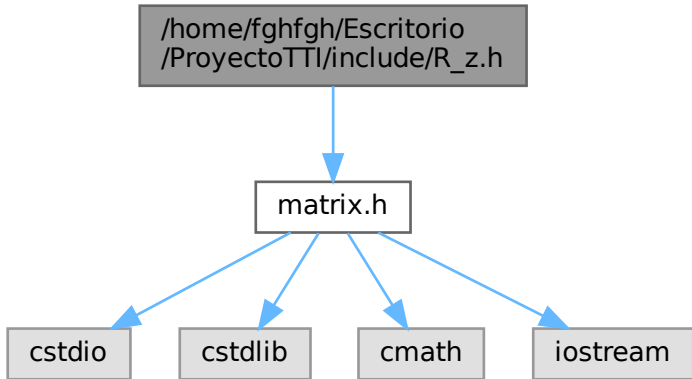 /home/fghfgh/Escritorio
/ProyectoTTI/include/R_z.h
matrix.h
cstdio
cstdlib
cmath
iostream